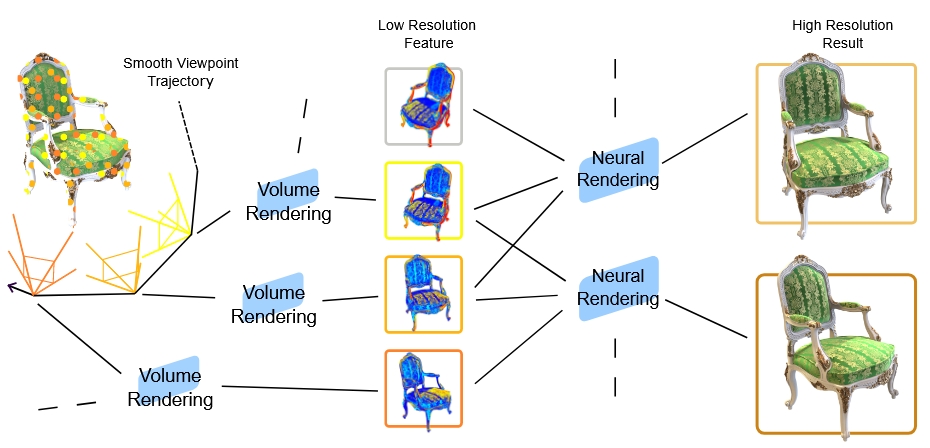 Low Resolution
Feature
High Resolution
Result
Smooth Viewpoint
Trajectory
Neural
Rendering
Volume
Rendering
Neural
Rendering
Volume
Rendering
Volume
Rendering